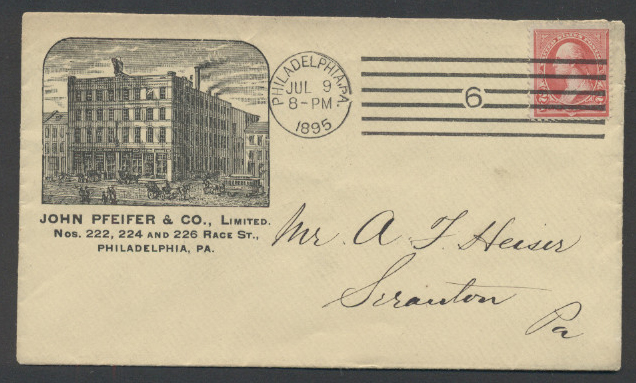 PHILADELPHIA, PA.
JUL 9
8-PM
1895
6
JOHN PFEIFER & CO., LIMITED.
NOS. 222, 224 AND 226 RACE ST.,
PHILADELPHIA, PA.
Mr. A. F. Heiser
Scranton
Pa